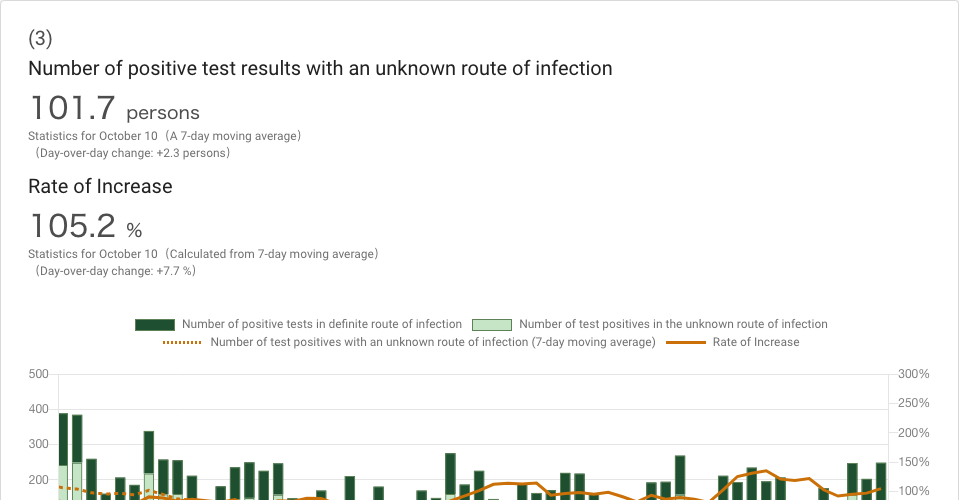 (3)
Number of positive test results with an unknown route of infection
101.7 persons
Statistics for October 10（A 7-day moving average）
（Day-over-day change: +2.3 persons）
Rate of Increase
105.2 %
Statistics for October 10（Calculated from 7-day moving average）
（Day-over-day change: +7.7 %）
Number of positive tests in definite route of infection Number of test positives in the unknown route of infection
Number of test positives with an unknown route of infection (7-day moving average) Rate of Increase
500 300%
400 250%
300 200%
200 150%
100%